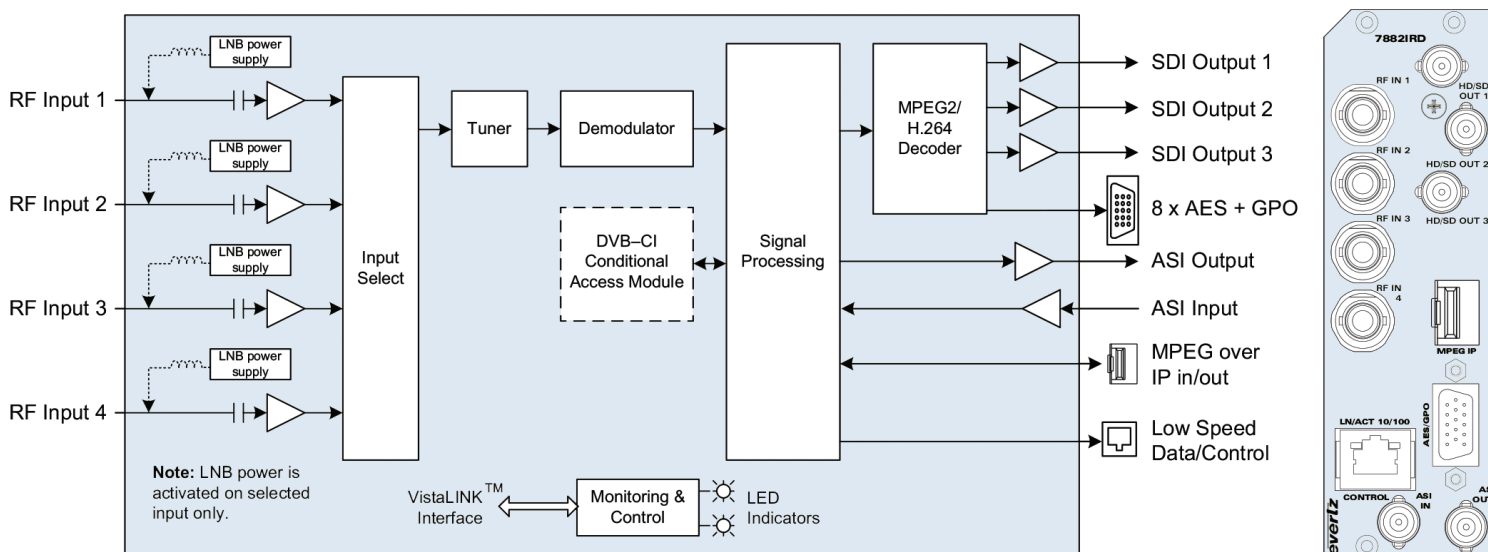 RF Input 1
RF Input 2
RF Input 3
RF Input 4
LNB power
supply
LNB power
supply
LNB power
supply
LNB power
supply
Note: LNB power is
activated on selected
input only.
Input
Select
Tuner
Demodulator
DVB–CI
Conditional
Access Module
Signal
Processing
MPEG2/
H.264
Decoder
VistaLINK™
Interface
Monitoring &
Control
LED
Indicators
SDI Output 1
SDI Output 2
SDI Output 3
8 x AES + GPO
ASI Output
ASI Input
MPEG over
IP in/out
Low Speed
Data/Control
7882IRD
RF IN 1
HD/SD
OUT 1
RF IN 2
HD/SD OUT 2
RF IN 3
HD/SD OUT 3
RF IN
4
MPEG IP
LN/ACT 10/100
AES/GPO
CONTROL
ASI
IN
AS
OUT
evertz